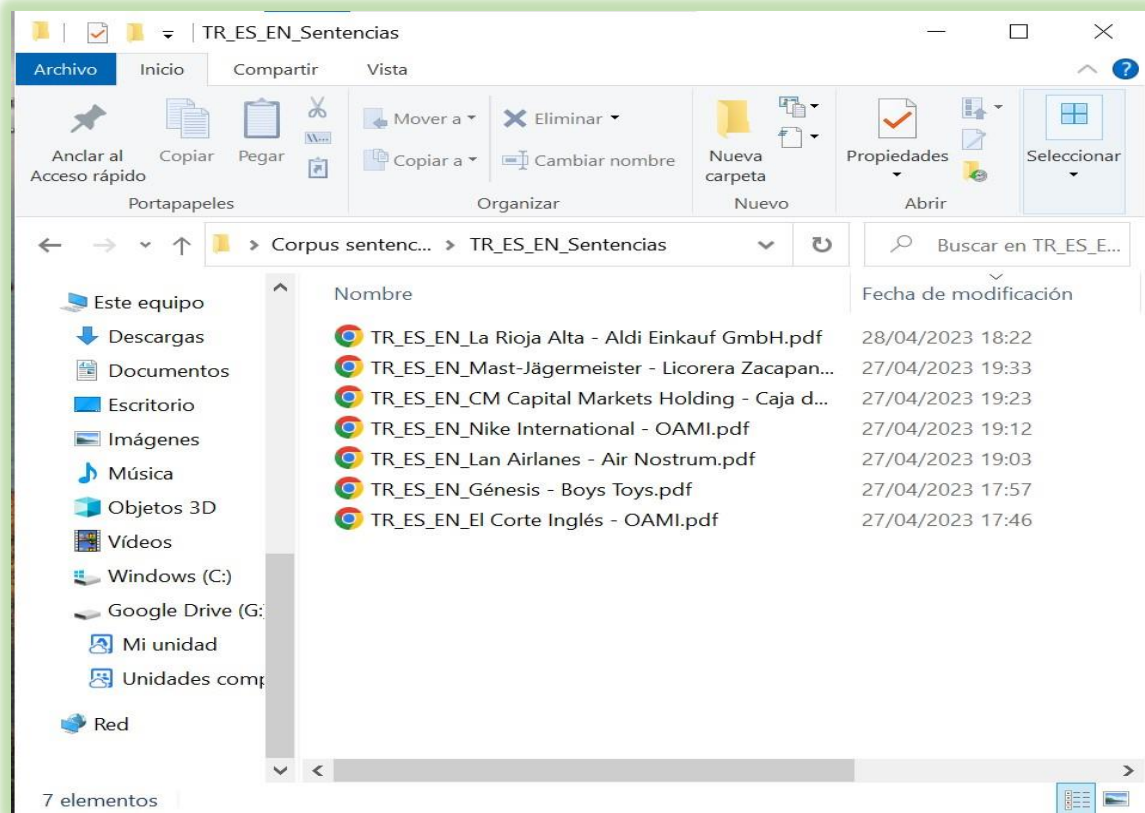 TR_ES_EN_Sentencias
Archivo Inicio Compartir Vista
Anclar al Acceso rápido
Copiar
Pegar
Mover a
Copiar a
Eliminar
Cambiar nombre
Nueva carpeta
Propiedades
Seleccionar
Portapapeles Organizar Nuevo Abrir
Corpus sentenc... > TR_ES_EN_Sentencias
Buscar en TR_ES_E...
Este equipo
Descargas
Documentos
Escritorio
Imágenes
Música
Objetos 3D
Vídeos
Windows (C:)
Google Drive (G:
Mi unidad
Unidades comp
Red
Nombre Fecha de modificación
TR_ES_EN_La Rioja Alta - Aldi Einkauf GmbH.pdf 28/04/2023 18:22
TR_ES_EN_Mast-Jägermeister - Licorera Zacapan... 27/04/2023 19:33
TR_ES_EN_CM Capital Markets Holding - Caja d... 27/04/2023 19:23
TR_ES_EN_Nike International - OAMI.pdf 27/04/2023 19:12
TR_ES_EN_Lan Airlanes - Air Nostrum.pdf 27/04/2023 19:03
TR_ES_EN_Génesis - Boys Toys.pdf 27/04/2023 17:57
TR_ES_EN_El Corte Inglés - OAMI.pdf 27/04/2023 17:46
7 elementos